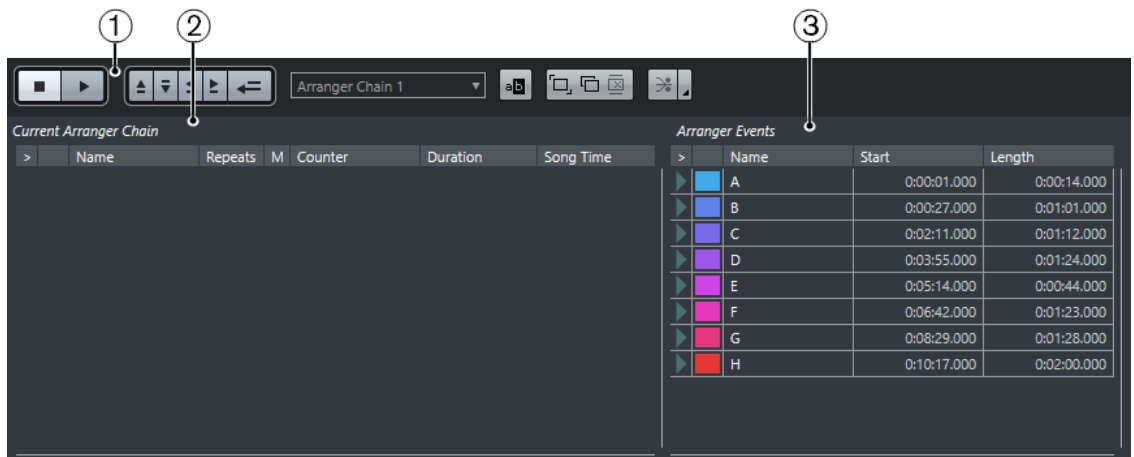 1 2 3
Arranger Chain 1 ab
Current Arranger Chain Arranger Events
> Name Repeats M Counter Duration Song Time > Name Start Length
A 0:00:01.000 0:00:14.000
B 0:00:27.000 0:01:01.000
C 0:02:11.000 0:01:12.000
D 0:03:55.000 0:01:24.000
E 0:05:14.000 0:00:44.000
F 0:06:42.000 0:01:23.000
G 0:08:29.000 0:01:28.000
H 0:10:17.000 0:02:00.000